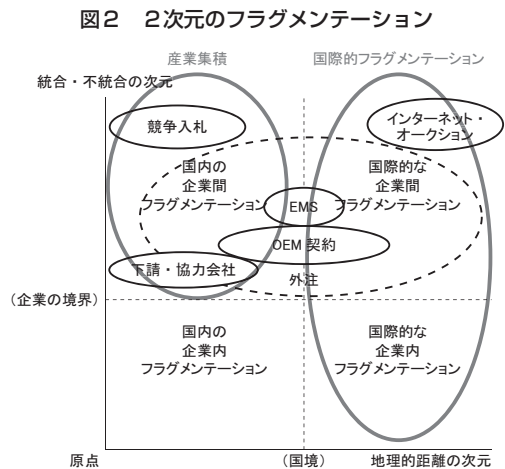 図2　2次元のフラグメンテーション
産業集積
国際的フラグメンテーション
統合・不統合の次元
競争入札
インターネット・
オークション
国内の
企業間
フラグメンテーション
国際的な
企業間
フラグメンテーション
EMS
OEM 契約
下請・協力会社
外注
（企業の境界）
国内の
企業内
フラグメンテーション
国際的な
企業内
フラグメンテーション
原点
（国境）
地理的距離の次元